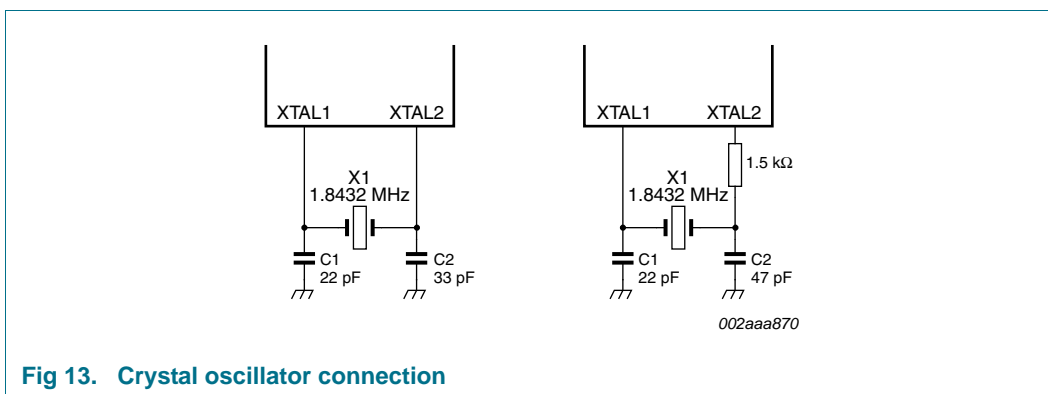 XTAL1 XTAL2
X1
1.8432 MHz
C1
22 pF
C2
33 pF
XTAL1 XTAL2
1.5 kΩ
X1
1.8432 MHz
C1
22 pF
C2
47 pF
002aaa870
Fig 13. Crystal oscillator connection